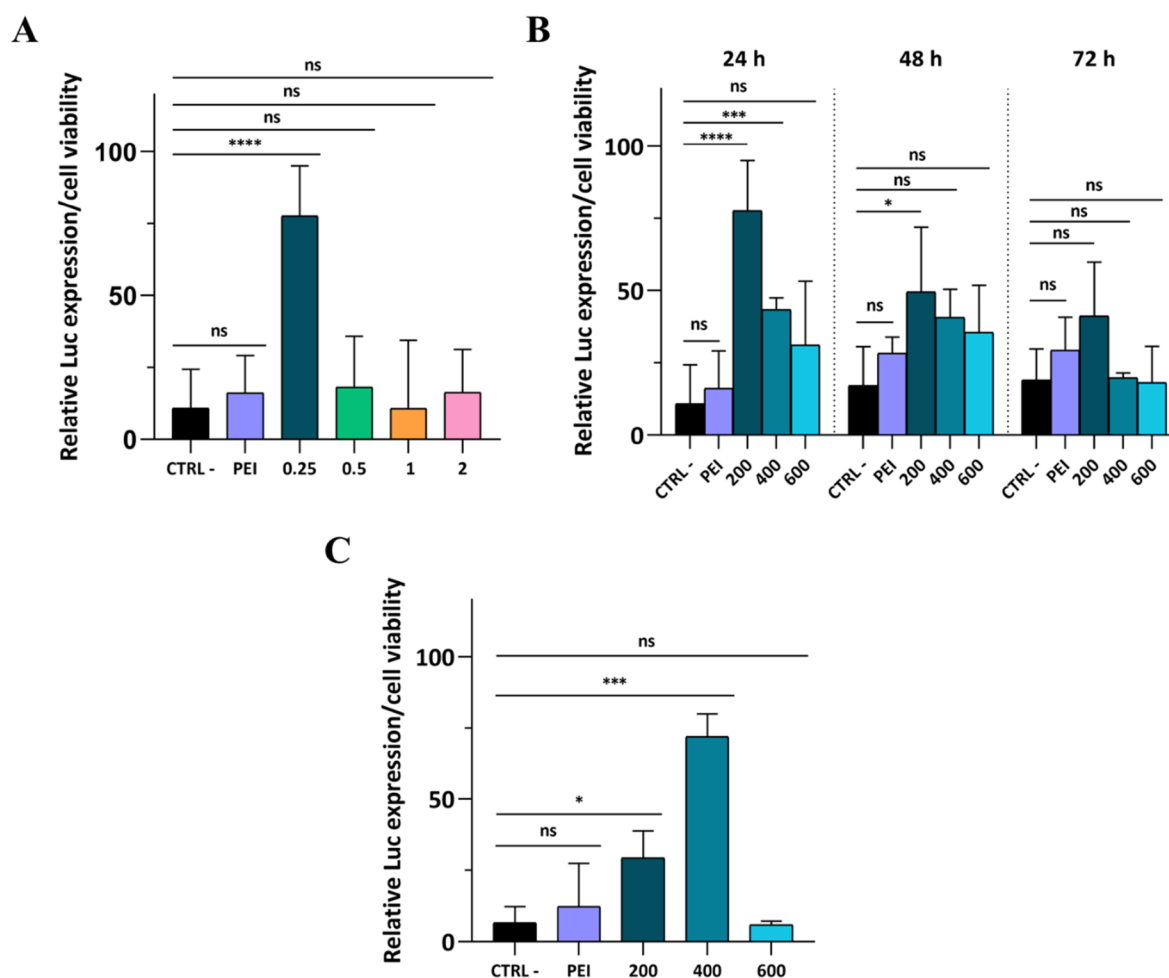 A
Relative Luc expression/cell viability
ns
ns
ns
****
ns
100
50
0
CTRL - PEI 0.25 0.5 1 2
B
24 h 48 h 72 h
Relative Luc expression/cell viability
ns
***
****
ns
ns
ns
*
ns
ns
ns
ns
ns
100
50
0
CTRL - PEI 200 400 600 CTRL - PEI 200 400 600 CTRL - PEI 200 400 600
C
Relative Luc expression/cell viability
ns
***
*
ns
100
50
0
CTRL - PEI 200 400 600